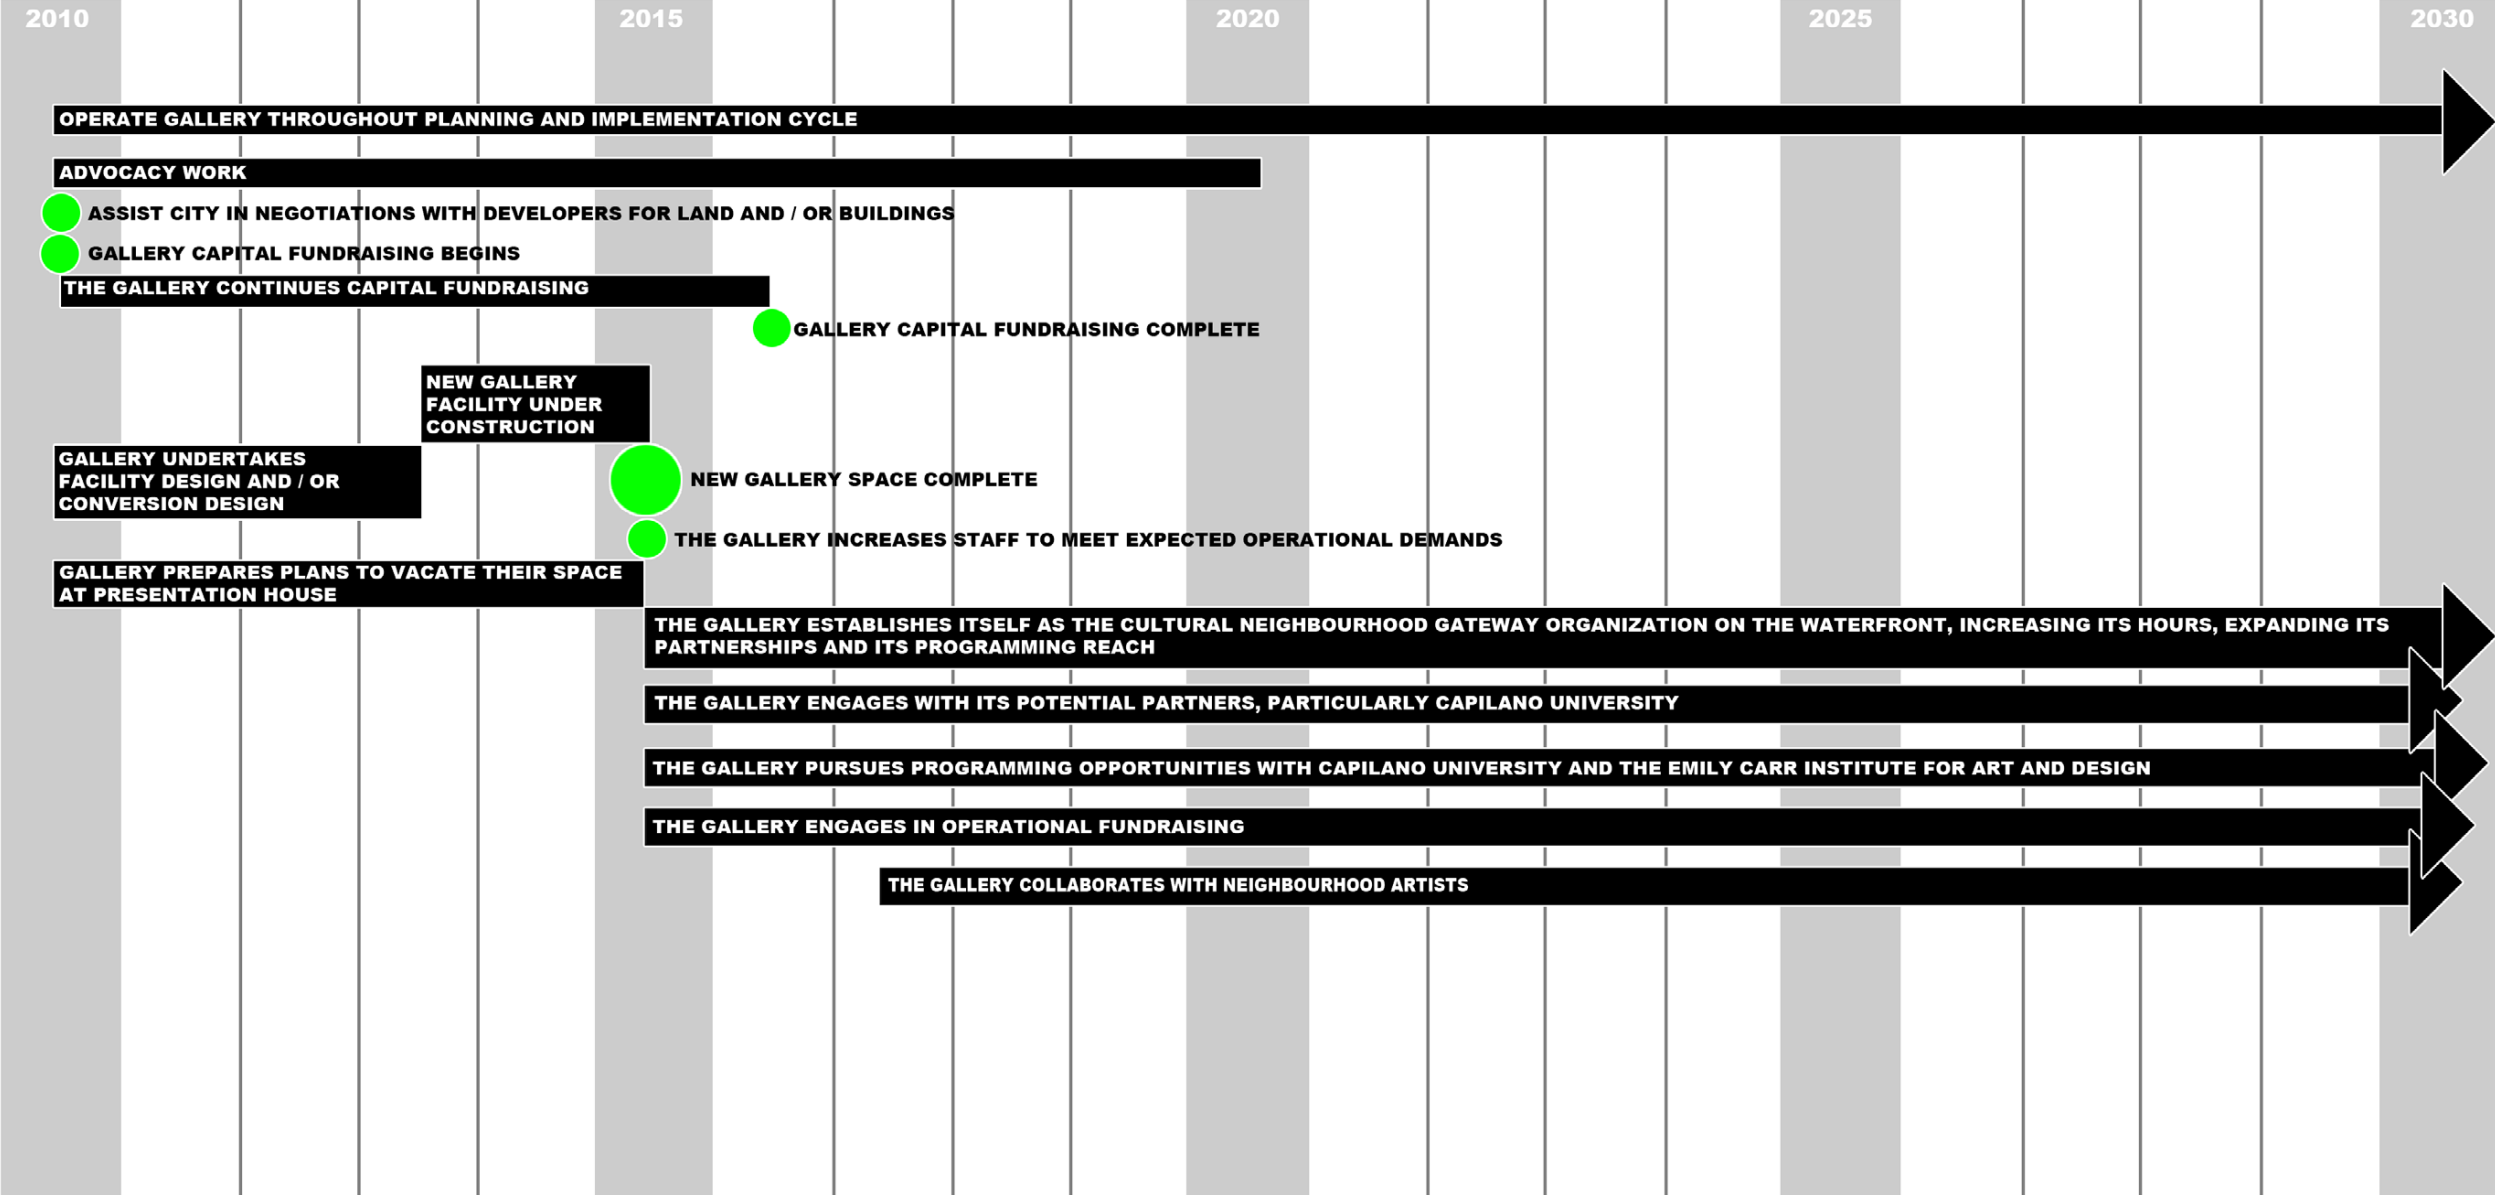 2010 2015 2020 2025 2030
OPERATE GALLERY THROUGHOUT PLANNING AND IMPLEMENTATION CYCLE
ADVOCACY WORK
ASSIST CITY IN NEGOTIATIONS WITH DEVELOPERS FOR LAND AND / OR BUILDINGS
GALLERY CAPITAL FUNDRAISING BEGINS
THE GALLERY CONTINUES CAPITAL FUNDRAISING
GALLERY CAPITAL FUNDRAISING COMPLETE
NEW GALLERY
FACILITY UNDER
CONSTRUCTION
GALLERY UNDERTAKES
FACILITY DESIGN AND / OR
CONVERSION DESIGN
NEW GALLERY SPACE COMPLETE
THE GALLERY INCREASES STAFF TO MEET EXPECTED OPERATIONAL DEMANDS
GALLERY PREPARES PLANS TO VACATE THEIR SPACE
AT PRESENTATION HOUSE
THE GALLERY ESTABLISHES ITSELF AS THE CULTURAL NEIGHBOURHOOD GATEWAY ORGANIZATION ON THE WATERFRONT, INCREASING ITS HOURS, EXPANDING ITS
PARTNERSHIPS AND ITS PROGRAMMING REACH
THE GALLERY ENGAGES WITH ITS POTENTIAL PARTNERS, PARTICULARLY CAPILANO UNIVERSITY
THE GALLERY PURSUES PROGRAMMING OPPORTUNITIES WITH CAPILANO UNIVERSITY AND THE EMILY CARR INSTITUTE FOR ART AND DESIGN
THE GALLERY ENGAGES IN OPERATIONAL FUNDRAISING
THE GALLERY COLLABORATES WITH NEIGHBOURHOOD ARTISTS